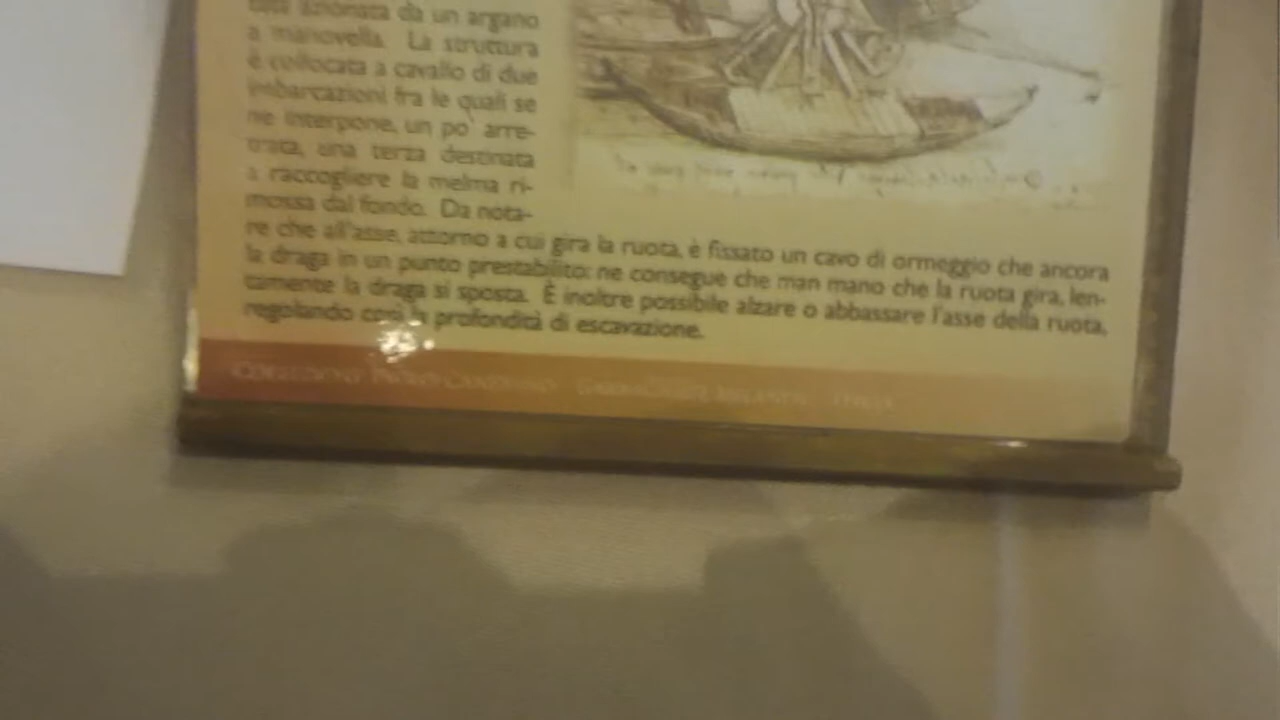 tata azionata da un argano
a manovella. La struttura
è collocata a cavallo di due
imbarcazioni fra le quali se
ne interpone, un po' arre-
trata, una terza destinata
a raccogliere la melma ri-
mossa dal fondo. Da nota-
re che all'asse, attorno a cui gira la ruota, è fissato un cavo di ormeggio che ancora
la draga in un punto prestabilito: ne consegue che man mano che la ruota gira, len-
tamente la draga si sposta. È inoltre possibile alzare o abbassare l'asse della ruota,
regolando così la profondità di escavazione.